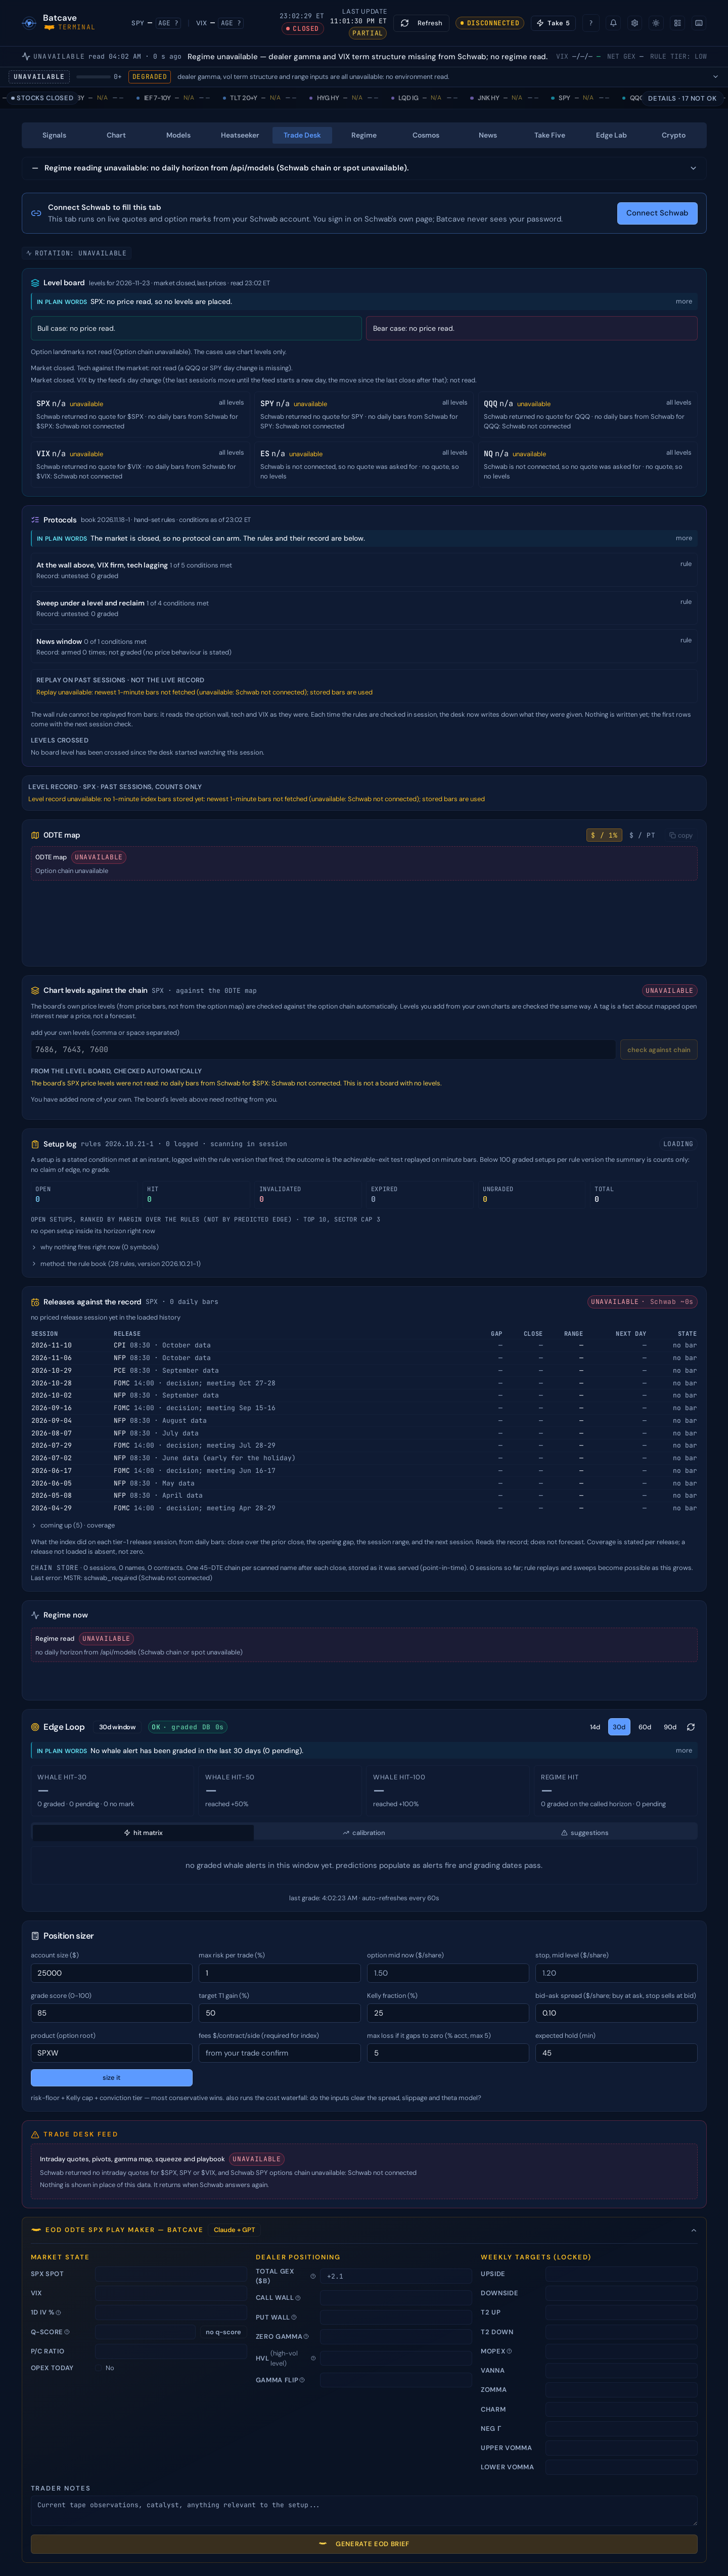 Batcave
TERMINAL
SPY — AGE ?
VIX — AGE ?
23:02:29 ET
CLOSED
LAST UPDATE
11:01:30 PM ET
PARTIAL
Refresh
DISCONNECTED
Take 5
?
UNAVAILABLE read 04:02 AM · 0 s ago
Regime unavailable — dealer gamma and VIX term structure missing from Schwab; no regime read.
VIX —/—/— —
NET GEX —
RULE TIER: LOW
UNAVAILABLE
0+
DEGRADED
dealer gamma, vol term structure and range inputs are all unavailable: no environment read.
STOCKS CLOSED
3Y — N/A — —
IEF 7-10Y — N/A — —
TLT 20+Y — N/A — —
HYG HY — N/A — —
LQD IG — N/A — —
JNK HY — N/A — —
SPY — N/A — —
DETAILS · 17 NOT OK
Signals
Chart
Models
Heatseeker
Trade Desk
Regime
Cosmos
News
Take Five
Edge Lab
Crypto
Regime reading unavailable: no daily horizon from /api/models (Schwab chain or spot unavailable).
Connect Schwab to fill this tab
This tab runs on live quotes and option marks from your Schwab account. You sign in on Schwab's own page; Batcave never sees your password.
Connect Schwab
ROTATION: UNAVAILABLE
Level board levels for 2026-11-23 · market closed, last prices · read 23:02 ET
IN PLAIN WORDS SPX: no price read, so no levels are placed.
more
Bull case: no price read.
Bear case: no price read.
Option landmarks not read (Option chain unavailable). The cases use chart levels only.
Market closed. Tech against the market: not read (a QQQ or SPY day change is missing).
Market closed. VIX by the feed's day change (the last session's move until the feed starts a new day, the move since the last close after that): not read.
SPX n/a unavailable
all levels
Schwab returned no quote for $SPX · no daily bars from Schwab for $SPX: Schwab not connected
SPY n/a unavailable
all levels
Schwab returned no quote for SPY · no daily bars from Schwab for SPY: Schwab not connected
QQQ n/a unavailable
all levels
Schwab returned no quote for QQQ · no daily bars from Schwab for QQQ: Schwab not connected
VIX n/a unavailable
all levels
Schwab returned no quote for $VIX · no daily bars from Schwab for $VIX: Schwab not connected
ES n/a unavailable
all levels
Schwab is not connected, so no quote was asked for · no quote, so no levels
NQ n/a unavailable
all levels
Schwab is not connected, so no quote was asked for · no quote, so no levels
Protocols book 2026.11.18-1 · hand-set rules · conditions as of 23:02 ET
IN PLAIN WORDS The market is closed, so no protocol can arm. The rules and their record are below.
more
At the wall above, VIX firm, tech lagging 1 of 5 conditions met
rule
Record: untested: 0 graded
Sweep under a level and reclaim 1 of 4 conditions met
rule
Record: untested: 0 graded
News window 0 of 1 conditions met
rule
Record: armed 0 times; not graded (no price behaviour is stated)
REPLAY ON PAST SESSIONS · NOT THE LIVE RECORD
Replay unavailable: newest 1-minute bars not fetched (unavailable: Schwab not connected); stored bars are used
The wall rule cannot be replayed from bars: it reads the option wall, tech and VIX as they were. Each time the rules are checked in session, the desk now writes down what they were given. Nothing is written yet; the first rows
come with the next session check.
LEVELS CROSSED
No board level has been crossed since the desk started watching this session.
LEVEL RECORD · SPX · PAST SESSIONS, COUNTS ONLY
Level record unavailable: no 1-minute index bars stored yet: newest 1-minute bars not fetched (unavailable: Schwab not connected); stored bars are used
0DTE map
$ / 1%
$ / PT
copy
0DTE map UNAVAILABLE
Option chain unavailable
Chart levels against the chain SPX · against the 0DTE map
UNAVAILABLE
The board's own price levels (from price bars, not from the option map) are checked against the option chain automatically. Levels you add from your own charts are checked the same way. A tag is a fact about mapped open
interest near a price, not a forecast.
add your own levels (comma or space separated)
7686, 7643, 7600
check against chain
FROM THE LEVEL BOARD, CHECKED AUTOMATICALLY
The board's SPX price levels were not read: no daily bars from Schwab for $SPX: Schwab not connected. This is not a board with no levels.
You have added none of your own. The board's levels above need nothing from you.
Setup log rules 2026.10.21-1 · 0 logged · scanning in session
LOADING
A setup is a stated condition met at an instant, logged with the rule version that fired; the outcome is the achievable-exit test replayed on minute bars. Below 100 graded setups per rule version the summary is counts only:
no claim of edge, no grade.
OPEN
0
HIT
0
INVALIDATED
0
EXPIRED
0
UNGRADED
0
TOTAL
0
OPEN SETUPS, RANKED BY MARGIN OVER THE RULES (NOT BY PREDICTED EDGE) · TOP 10, SECTOR CAP 3
no open setup inside its horizon right now
why nothing fires right now (0 symbols)
method: the rule book (28 rules, version 2026.10.21-1)
Releases against the record SPX · 0 daily bars
UNAVAILABLE · Schwab ~0s
no priced release session yet in the loaded history
SESSION RELEASE GAP CLOSE RANGE NEXT DAY STATE
2026-11-10 CPI 08:30 · October data — — — — no bar
2026-11-06 NFP 08:30 · October data — — — — no bar
2026-10-29 PCE 08:30 · September data — — — — no bar
2026-10-28 FOMC 14:00 · decision; meeting Oct 27-28 — — — — no bar
2026-10-02 NFP 08:30 · September data — — — — no bar
2026-09-16 FOMC 14:00 · decision; meeting Sep 15-16 — — — — no bar
2026-09-04 NFP 08:30 · August data — — — — no bar
2026-08-07 NFP 08:30 · July data — — — — no bar
2026-07-29 FOMC 14:00 · decision; meeting Jul 28-29 — — — — no bar
2026-07-02 NFP 08:30 · June data (early for the holiday) — — — — no bar
2026-06-17 FOMC 14:00 · decision; meeting Jun 16-17 — — — — no bar
2026-06-05 NFP 08:30 · May data — — — — no bar
2026-05-08 NFP 08:30 · April data — — — — no bar
2026-04-29 FOMC 14:00 · decision; meeting Apr 28-29 — — — — no bar
coming up (5) · coverage
What the index did on each tier-1 release session, from daily bars: close over the prior close, the opening gap, the session range, and the next session. Reads the record; does not forecast. Coverage is stated per release; a
release not loaded is absent, not zero.
CHAIN STORE · 0 sessions, 0 names, 0 contracts. One 45-DTE chain per scanned name after each close, stored as it was served (point-in-time). 0 sessions so far; rule replays and sweeps become possible as this grows.
Last error: MSTR: schwab_required (Schwab not connected)
Regime now
Regime read UNAVAILABLE
no daily horizon from /api/models (Schwab chain or spot unavailable)
Edge Loop
30d window
OK · graded DB 0s
14d
30d
60d
90d
IN PLAIN WORDS No whale alert has been graded in the last 30 days (0 pending).
more
WHALE HIT-30
—
0 graded · 0 pending · 0 no mark
WHALE HIT-50
—
reached +50%
WHALE HIT-100
—
reached +100%
REGIME HIT
—
0 graded on the called horizon · 0 pending
hit matrix
calibration
suggestions
no graded whale alerts in this window yet. predictions populate as alerts fire and grading dates pass.
last grade: 4:02:23 AM · auto-refreshes every 60s
Position sizer
account size ($)
25000
max risk per trade (%)
1
option mid now ($/share)
1.50
stop, mid level ($/share)
1.20
grade score (0-100)
85
target T1 gain (%)
50
Kelly fraction (%)
25
bid-ask spread ($/share; buy at ask, stop sells at bid)
0.10
product (option root)
SPXW
fees $/contract/side (required for index)
from your trade confirm
max loss if it gaps to zero (% acct, max 5)
5
expected hold (min)
45
size it
risk-floor + Kelly cap + conviction tier — most conservative wins. also runs the cost waterfall: do the inputs clear the spread, slippage and theta model?
TRADE DESK FEED
Intraday quotes, pivots, gamma map, squeeze and playbook UNAVAILABLE
Schwab returned no intraday quotes for $SPX, SPY or $VIX, and Schwab SPY options chain unavailable: Schwab not connected
Nothing is shown in place of this data. It returns when Schwab answers again.
EOD 0DTE SPX PLAY MAKER — BATCAVE
Claude + GPT
MARKET STATE
SPX SPOT
VIX
1D IV %
Q-SCORE
no q-score
P/C RATIO
OPEX TODAY
No
DEALER POSITIONING
TOTAL GEX ($B)
+2.1
CALL WALL
PUT WALL
ZERO GAMMA
HVL (high-vol level)
GAMMA FLIP
WEEKLY TARGETS (LOCKED)
UPSIDE
DOWNSIDE
T2 UP
T2 DOWN
MOPEX
VANNA
ZOMMA
CHARM
NEG Γ
UPPER VOMMA
LOWER VOMMA
TRADER NOTES
Current tape observations, catalyst, anything relevant to the setup...
GENERATE EOD BRIEF